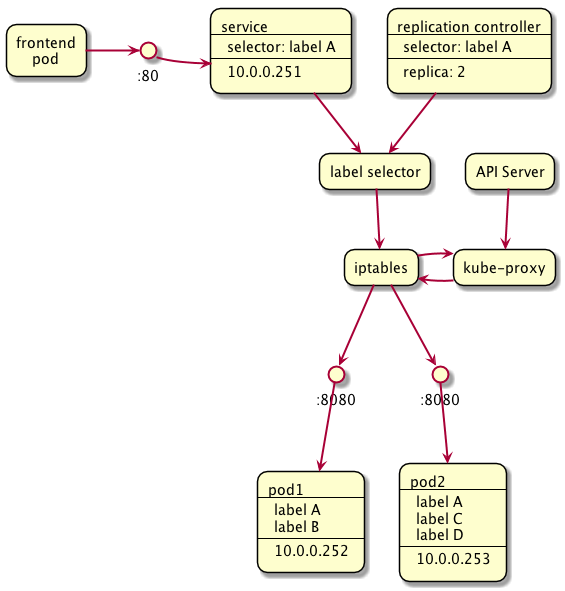 frontend
pod
:80
service
selector: label A
10.0.0.251
replication controller
selector: label A
replica: 2
label selector
API Server
iptables
kube-proxy
:8080
:8080
pod1
label A
label B
10.0.0.252
pod2
label A
label C
label D
10.0.0.253